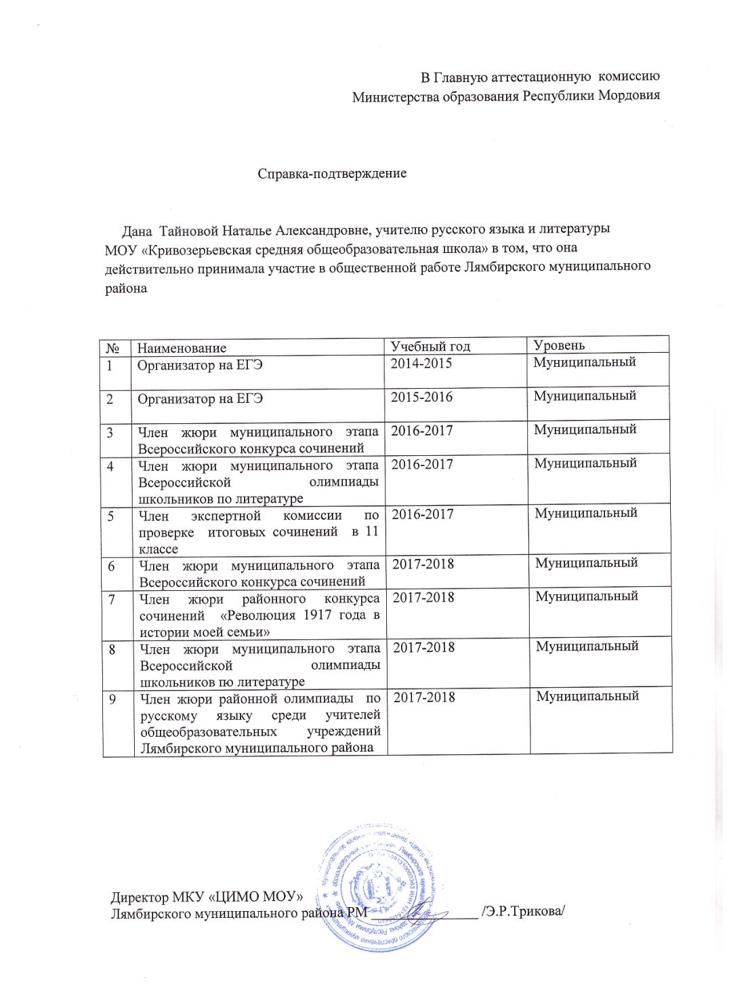 В Главную аттестационную комиссию
Министерства образования Республики Мордовия
Справка-подтверждение
Дана Тайновой Наталье Александровне, учителю русского языка и литературы
МОУ «Кривозерьевская средняя общеобразовательная школа» в том, что она
действительно принимала участие в общественной работе Лямбирского муниципального
района
№ Наименование Учебный год Уровень
1 Организатор на ЕГЭ 2014-2015 Муниципальный
2 Организатор на ЕГЭ 2015-2016 Муниципальный
3 Член жюри муниципального этапа 2016-2017 Муниципальный
Всероссийского конкурса сочинений
4 Член жюри муниципального этапа 2016-2017 Муниципальный
Всероссийской олимпиады
школьников по литературе
5 Член экспертной комиссии по 2016-2017 Муниципальный
проверке итоговых сочинений в 11
классе
6 Член жюри муниципального этапа 2017-2018 Муниципальный
Всероссийского конкурса сочинений
7 Член жюри районного конкурса 2017-2018 Муниципальный
сочинений «Революция 1917 года в
истории моей семьи»
8 Член жюри муниципального этапа 2017-2018 Муниципальный
Всероссийской олимпиады
школьников по литературе
9 Член жюри районной олимпиады по 2017-2018 Муниципальный
русскому языку среди учителей
общеобразовательных учреждений
Лямбирского муниципального района
Директор МКУ «ЦИМО МОУ»
Лямбирского муниципального района РМ /Э.Р.Трикова/